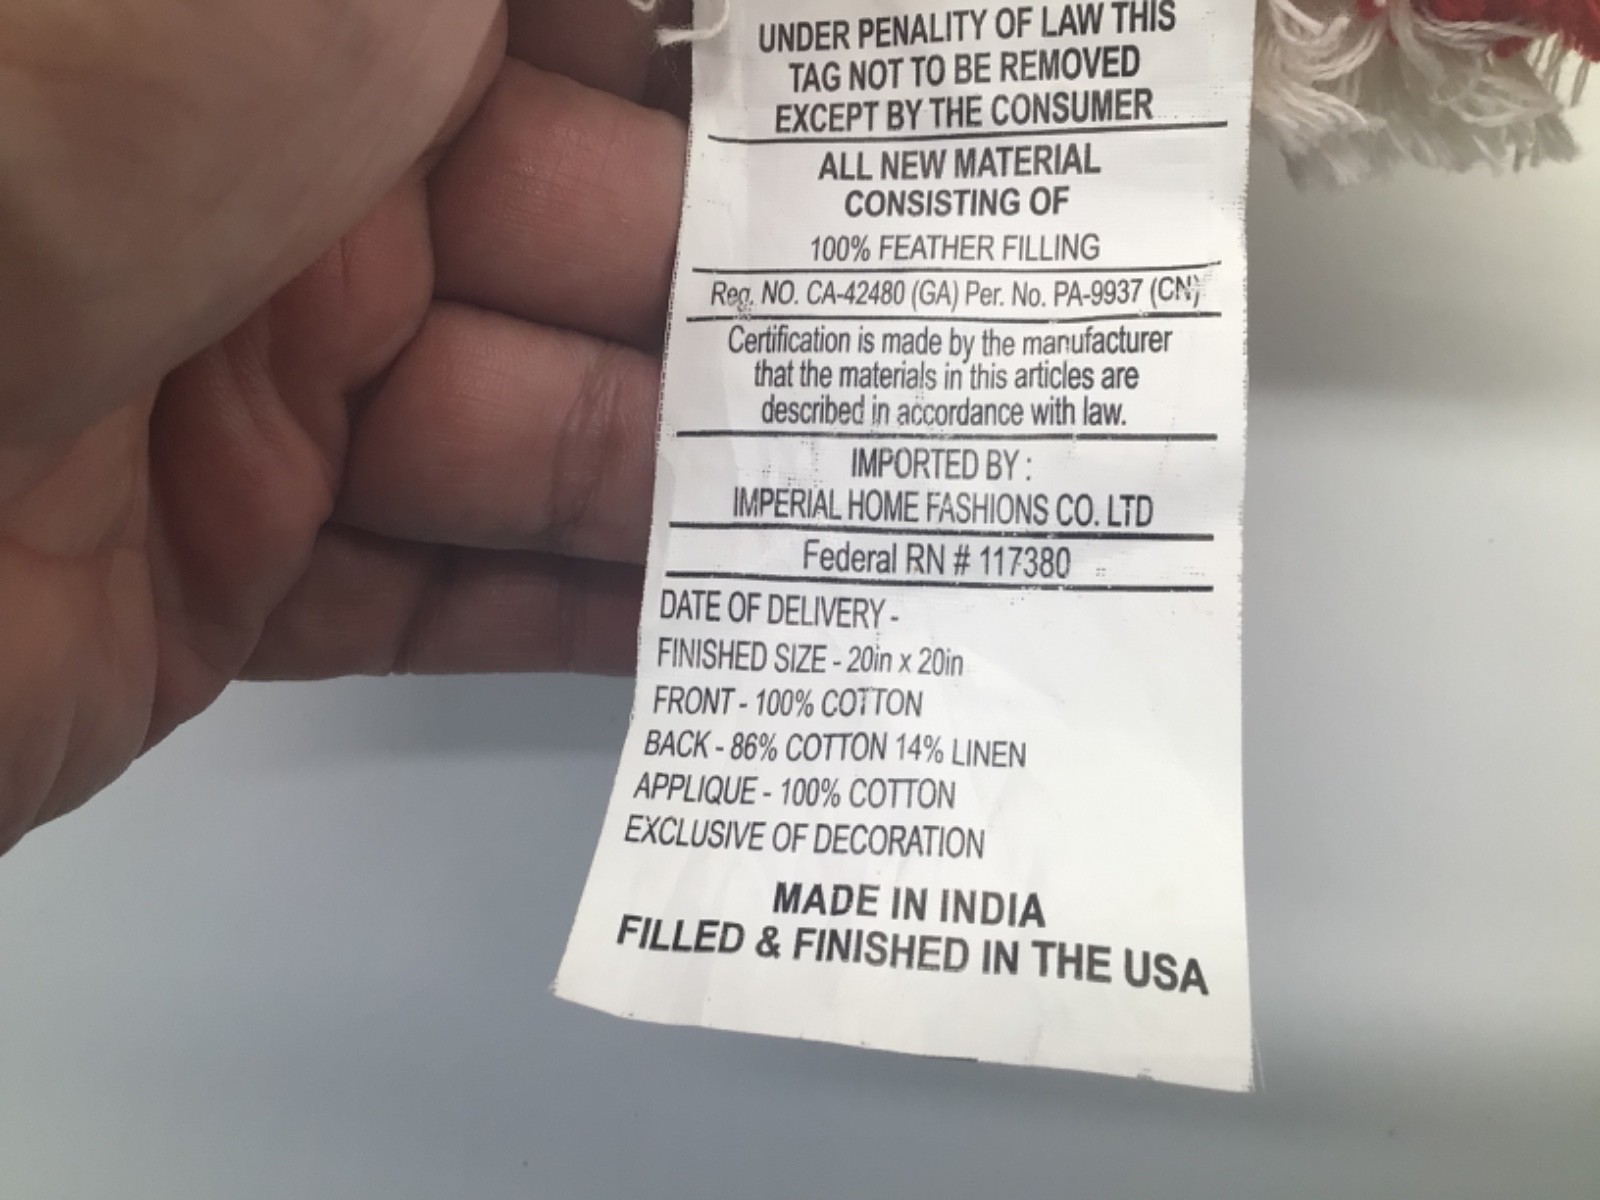 UNDER PENALITY OF LAW THIS
TAG NOT TO BE REMOVED
EXCEPT BY THE CONSUMER
ALL NEW MATERIAL
CONSISTING OF
100% FEATHER FILLING
Reg. NO. CA-42480 (GA) Per. No. PA-9937 (CN)
Certification is made by the manufacturer
that the materials in this articles are
described in accordance with law.
IMPORTED BY :
IMPERIAL HOME FASHIONS CO. LTD
Federal RN # 117380
DATE OF DELIVERY -
FINISHED SIZE - 20in x 20in
FRONT - 100% COTTON
BACK - 86% COTTON 14% LINEN
APPLIQUE - 100% COTTON
EXCLUSIVE OF DECORATION
MADE IN INDIA
FILLED & FINISHED IN THE USA